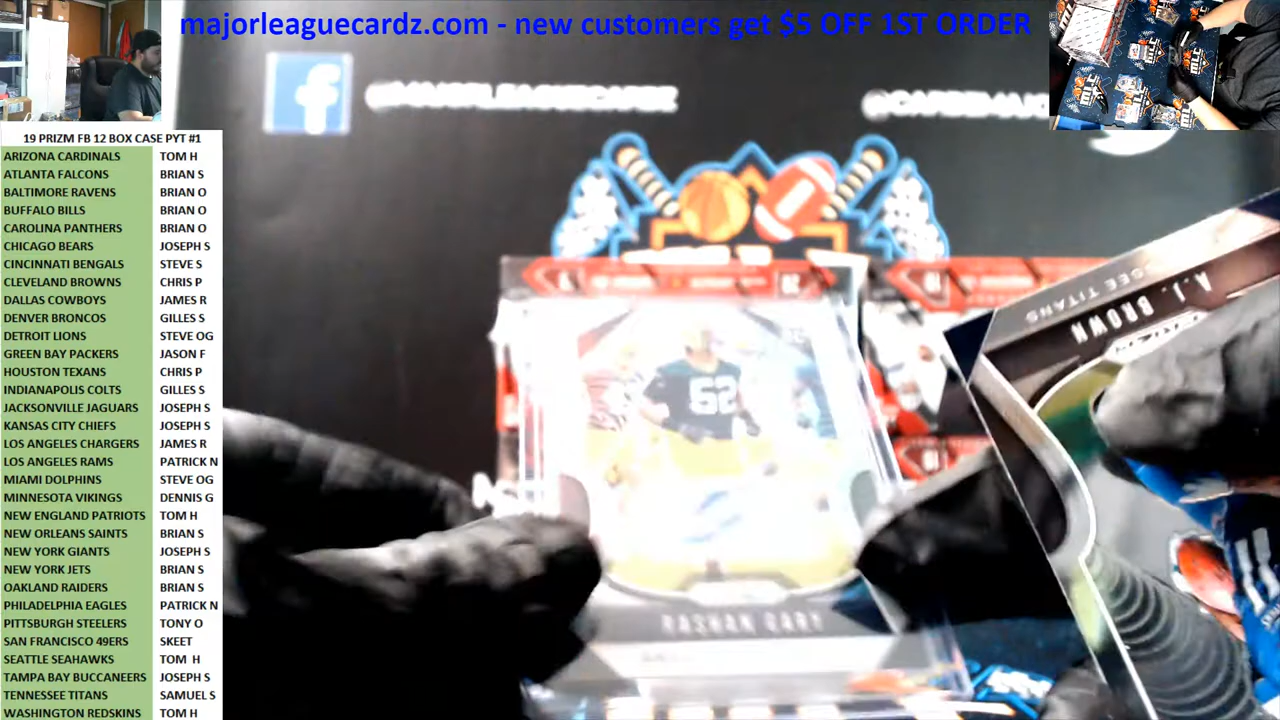 majorleaguecardz.com - new customers get $5 OFF 1ST ORDER
@MAJORLEAGUECARDZ
19 PRIZM FB 12 BOX CASE PYT #1
ARIZONA CARDINALS TOM H
ATLANTA FALCONS BRIAN S
BALTIMORE RAVENS BRIAN O
BUFFALO BILLS BRIAN O
CAROLINA PANTHERS BRIAN O
CHICAGO BEARS JOSEPH S
CINCINNATI BENGALS STEVE S
CLEVELAND BROWNS CHRIS P
DALLAS COWBOYS JAMES R
DENVER BRONCOS GILLES S
DETROIT LIONS STEVE OG
GREEN BAY PACKERS JASON F
HOUSTON TEXANS CHRIS P
INDIANAPOLIS COLTS GILLES S
JACKSONVILLE JAGUARS JOSEPH S
KANSAS CITY CHIEFS JOSEPH S
LOS ANGELES CHARGERS JAMES R
LOS ANGELES RAMS PATRICK N
MIAMI DOLPHINS STEVE OG
MINNESOTA VIKINGS DENNIS G
NEW ENGLAND PATRIOTS TOM H
NEW ORLEANS SAINTS BRIAN S
NEW YORK GIANTS JOSEPH S
NEW YORK JETS BRIAN S
OAKLAND RAIDERS BRIAN S
PHILADELPHIA EAGLES PATRICK N
PITTSBURGH STEELERS TONY O
SAN FRANCISCO 49ERS SKEET
SEATTLE SEAHAWKS TOM H
TAMPA BAY BUCCANEERS JOSEPH S
TENNESSEE TITANS SAMUEL S
WASHINGTON REDSKINS TOM H
52
RASHAN GARY
A.J. BROWN
SEE TITANS
PRIZM
MLC